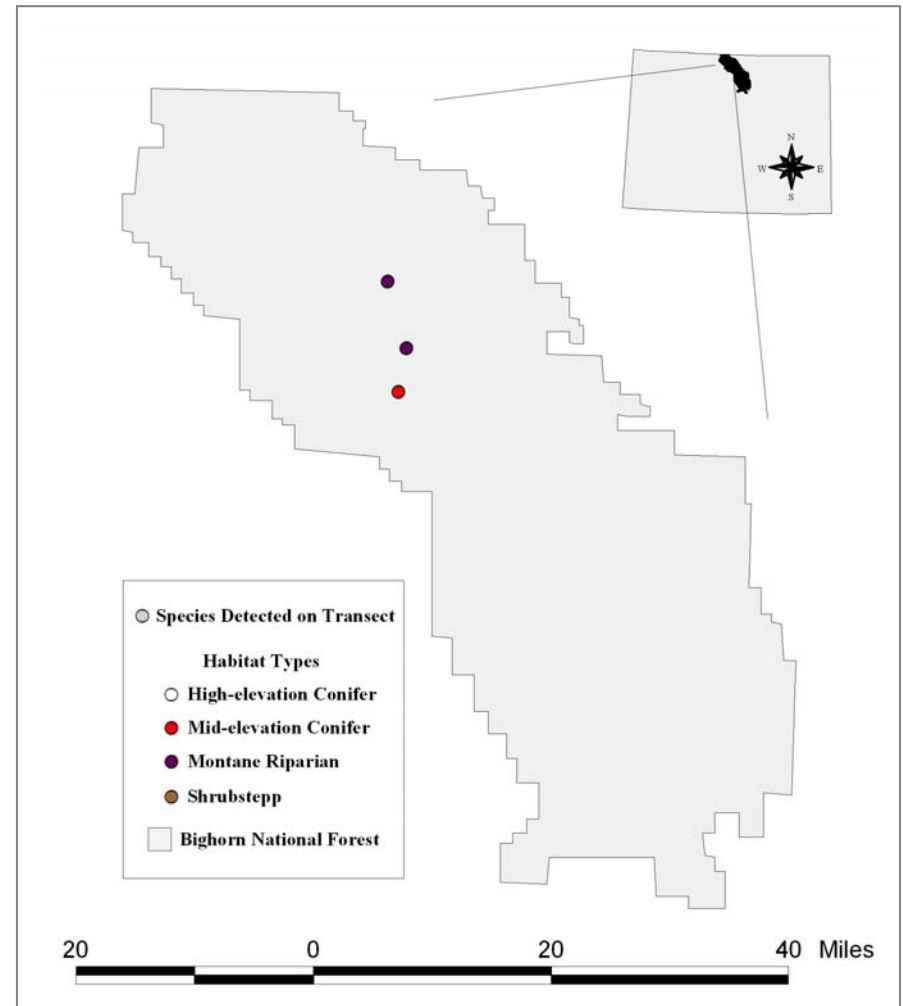 N
W E
S
Species Detected on Transect
Habitat Types
High-elevation Conifer
Mid-elevation Conifer
Montane Riparian
Shrubstepp
Bighorn National Forest
20 0 20 40 Miles